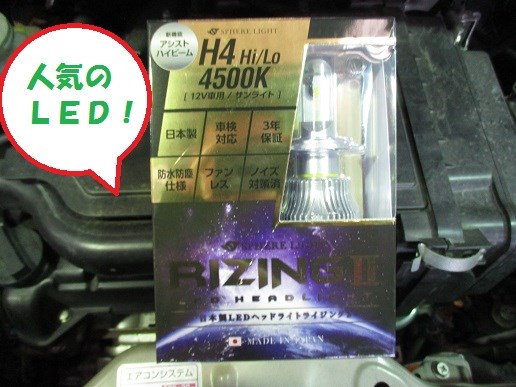 人気の
LED!
新機能
アシスト
ハイビーム
SPHERE LIGHT
H4 Hi/Lo
4500K
[ 12V車用 / サンライト ]
日本製
車検
対応
3年
保証
防水防塵
仕様
ファン
レス
ノイズ
対策済
SPHERE LIGHT
RIZING II
日本製LEDヘッドライトライジング
MADE IN JAPAN
エアコンシステム